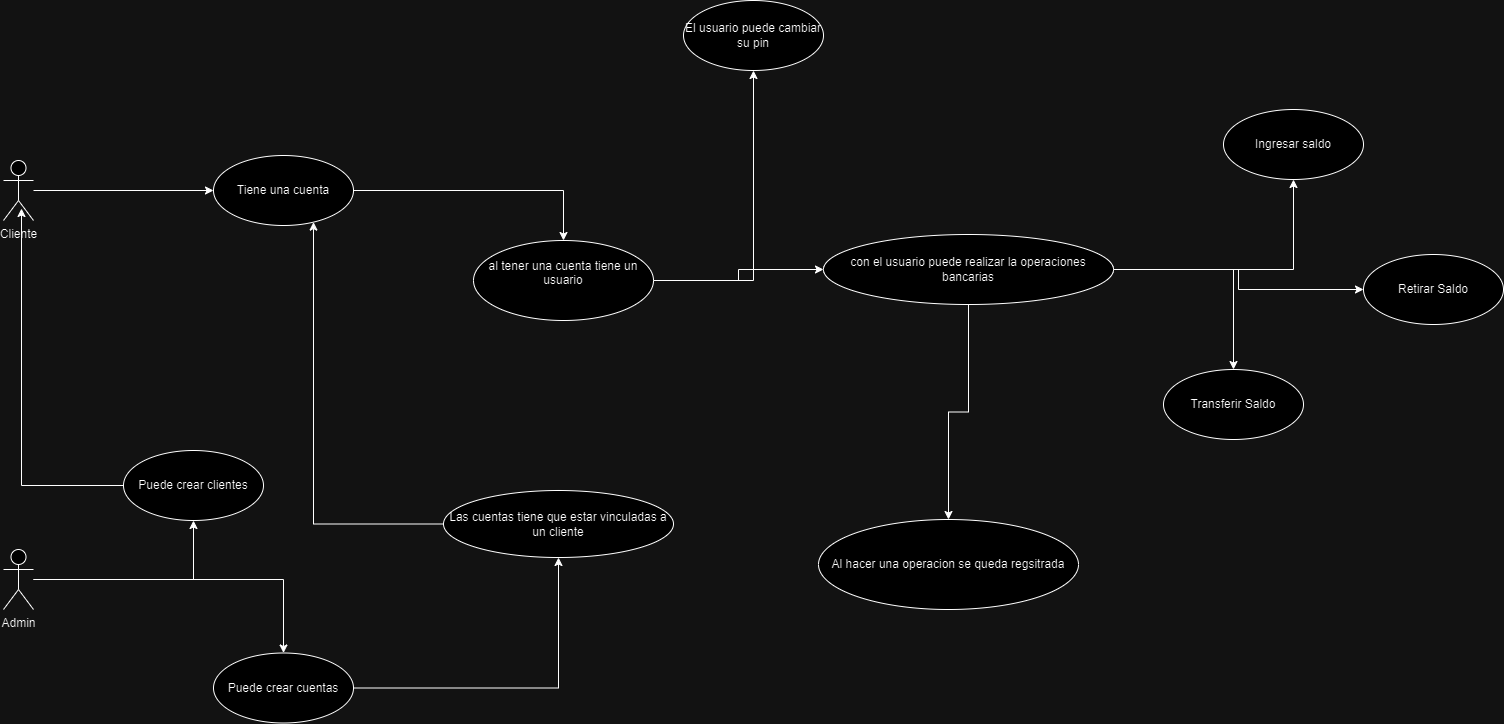 El usuario puede cambiar
su pin
Ingresar saldo
Tiene una cuenta
Cliente
al tener una cuenta tiene un
usuario
con el usuario puede realizar la operaciones
bancarias
Retirar Saldo
Transferir Saldo
Puede crear clientes
Las cuentas tiene que estar vinculadas a
un cliente
Al hacer una operacion se queda regsitrada
Admin
Puede crear cuentas